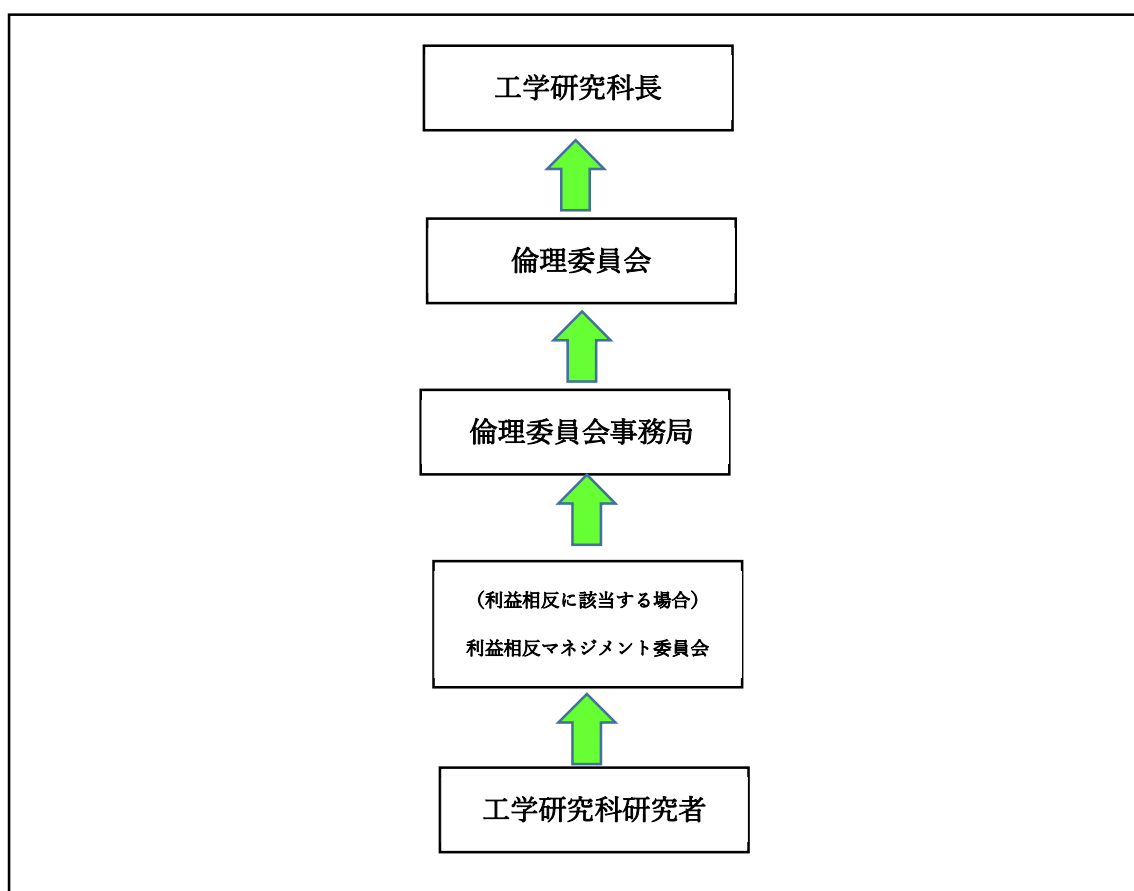 工学研究科長
倫理委員会
倫理委員会事務局
（利益相反に該当する場合）
利益相反マネジメント委員会
工学研究科研究者